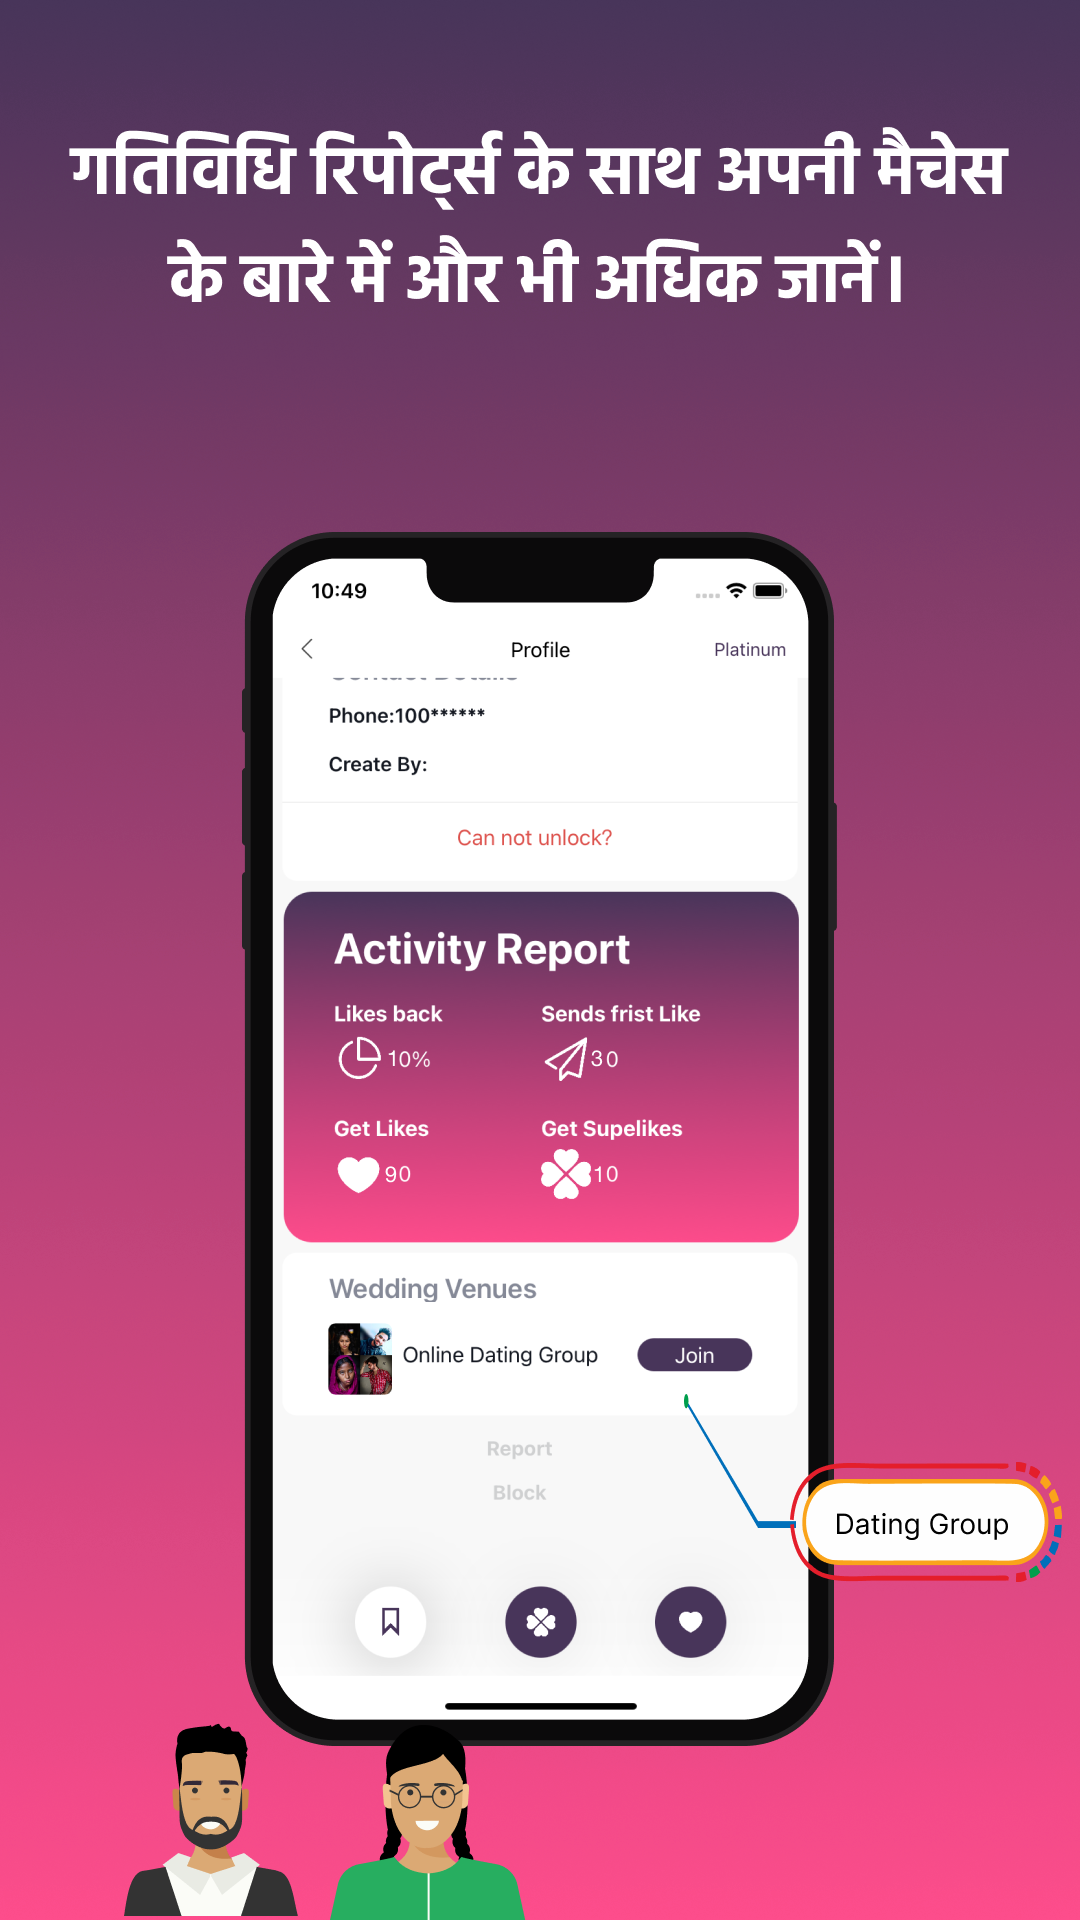 गतिविधि रिपोर्ट्स के साथ अपनी मैचेस
के बारे में और भी अधिक जानें।
10:49
Profile
Platinum
Contact Details
Phone:100******
Create By:
Can not unlock?
Activity Report
Likes back
Sends frist Like
10%
30
Get Likes
Get Supelikes
90
10
Wedding Venues
Online Dating Group
Join
Report
Block
Dating Group